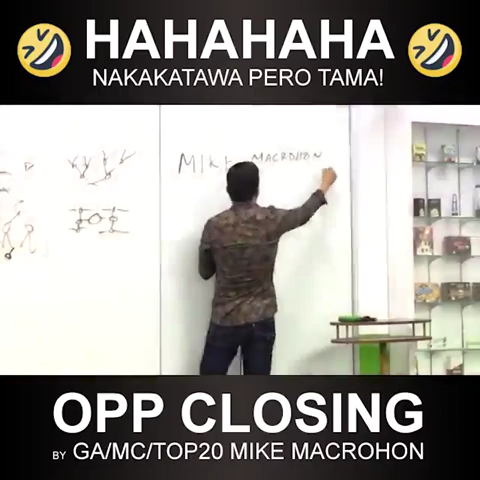 HAHAHAHA
NAKAKATAWA PERO TAMA!
MIKE MACROHON
OPP CLOSING
BY GA/MC/TOP20 MIKE MACROHON